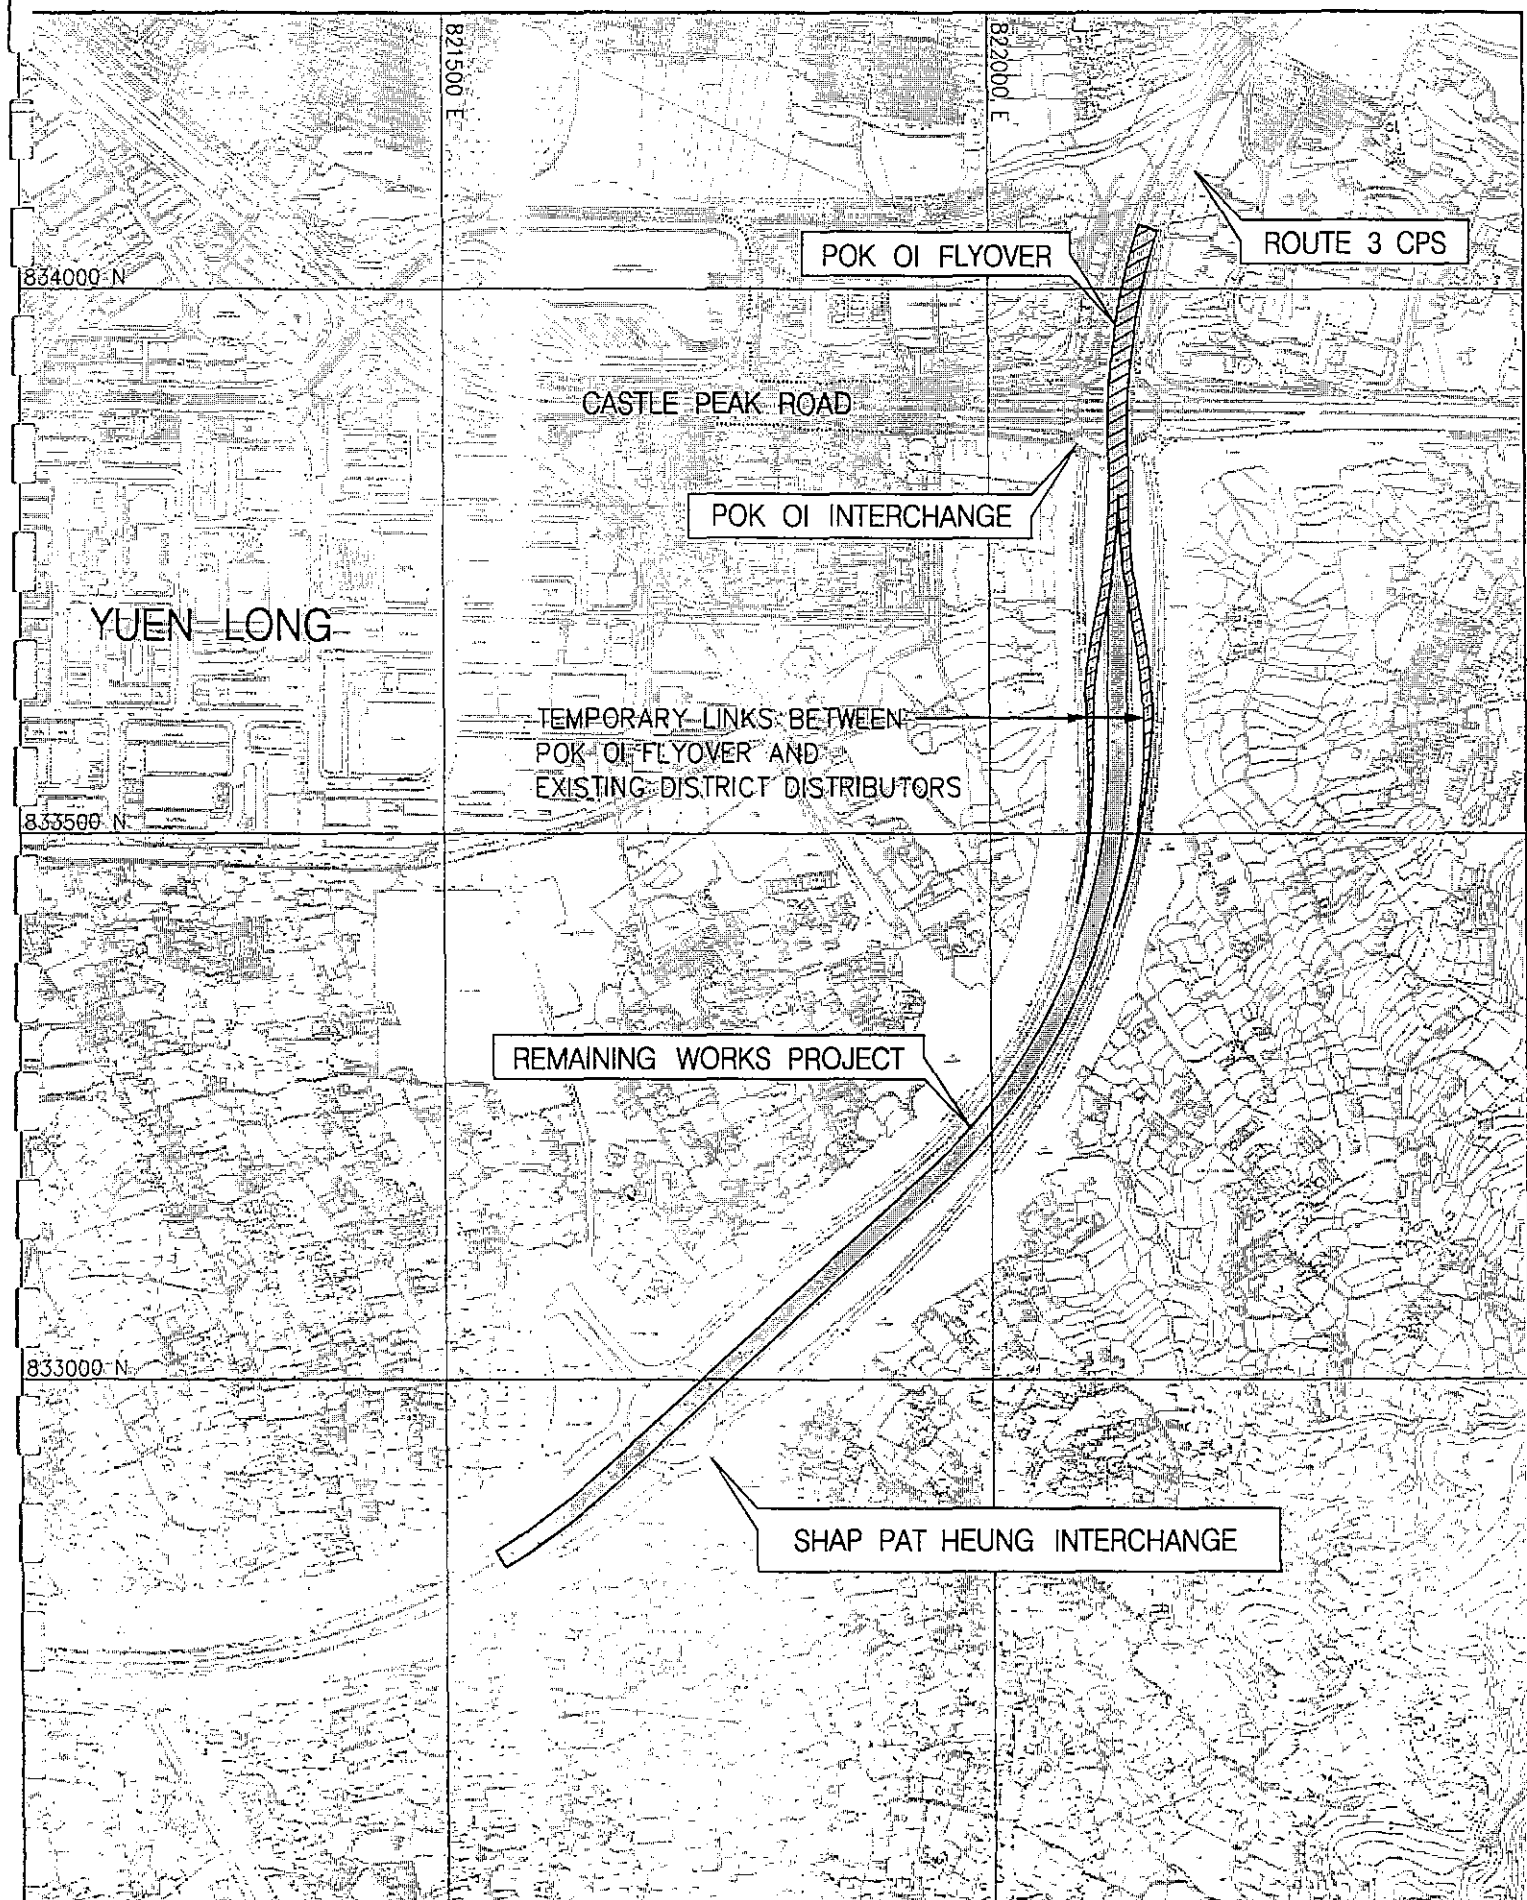 821500 E
822000 E
ROUTE 3 CPS
POK OI FLYOVER
834000 N
CASTLE PEAK ROAD
POK OI INTERCHANGE
YUEN LONG
TEMPORARY LINKS BETWEEN
POK OI FLYOVER AND
EXISTING DISTRICT DISTRIBUTORS
833500 N
REMAINING WORKS PROJECT
833000 N
SHAP PAT HEUNG INTERCHANGE